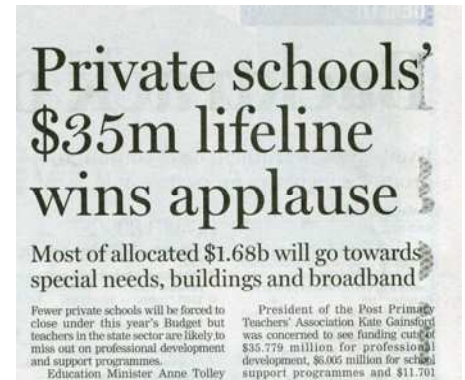 Private schools'
$35m lifeline
wins applause
Most of allocated $1.68b will go towards
special needs, buildings and broadband
Fewer private schools will be forced to
close under this year's Budget but
teachers in the state sector are likely to
miss out on professional development
and support programmes.
Education Minister Anne Tolley
President of the Post Primary
Teachers' Association Kate Gainsford
was concerned to see funding cuts of
$35.779 million for professional
development, $6.005 million for school
support programmes and $11.701